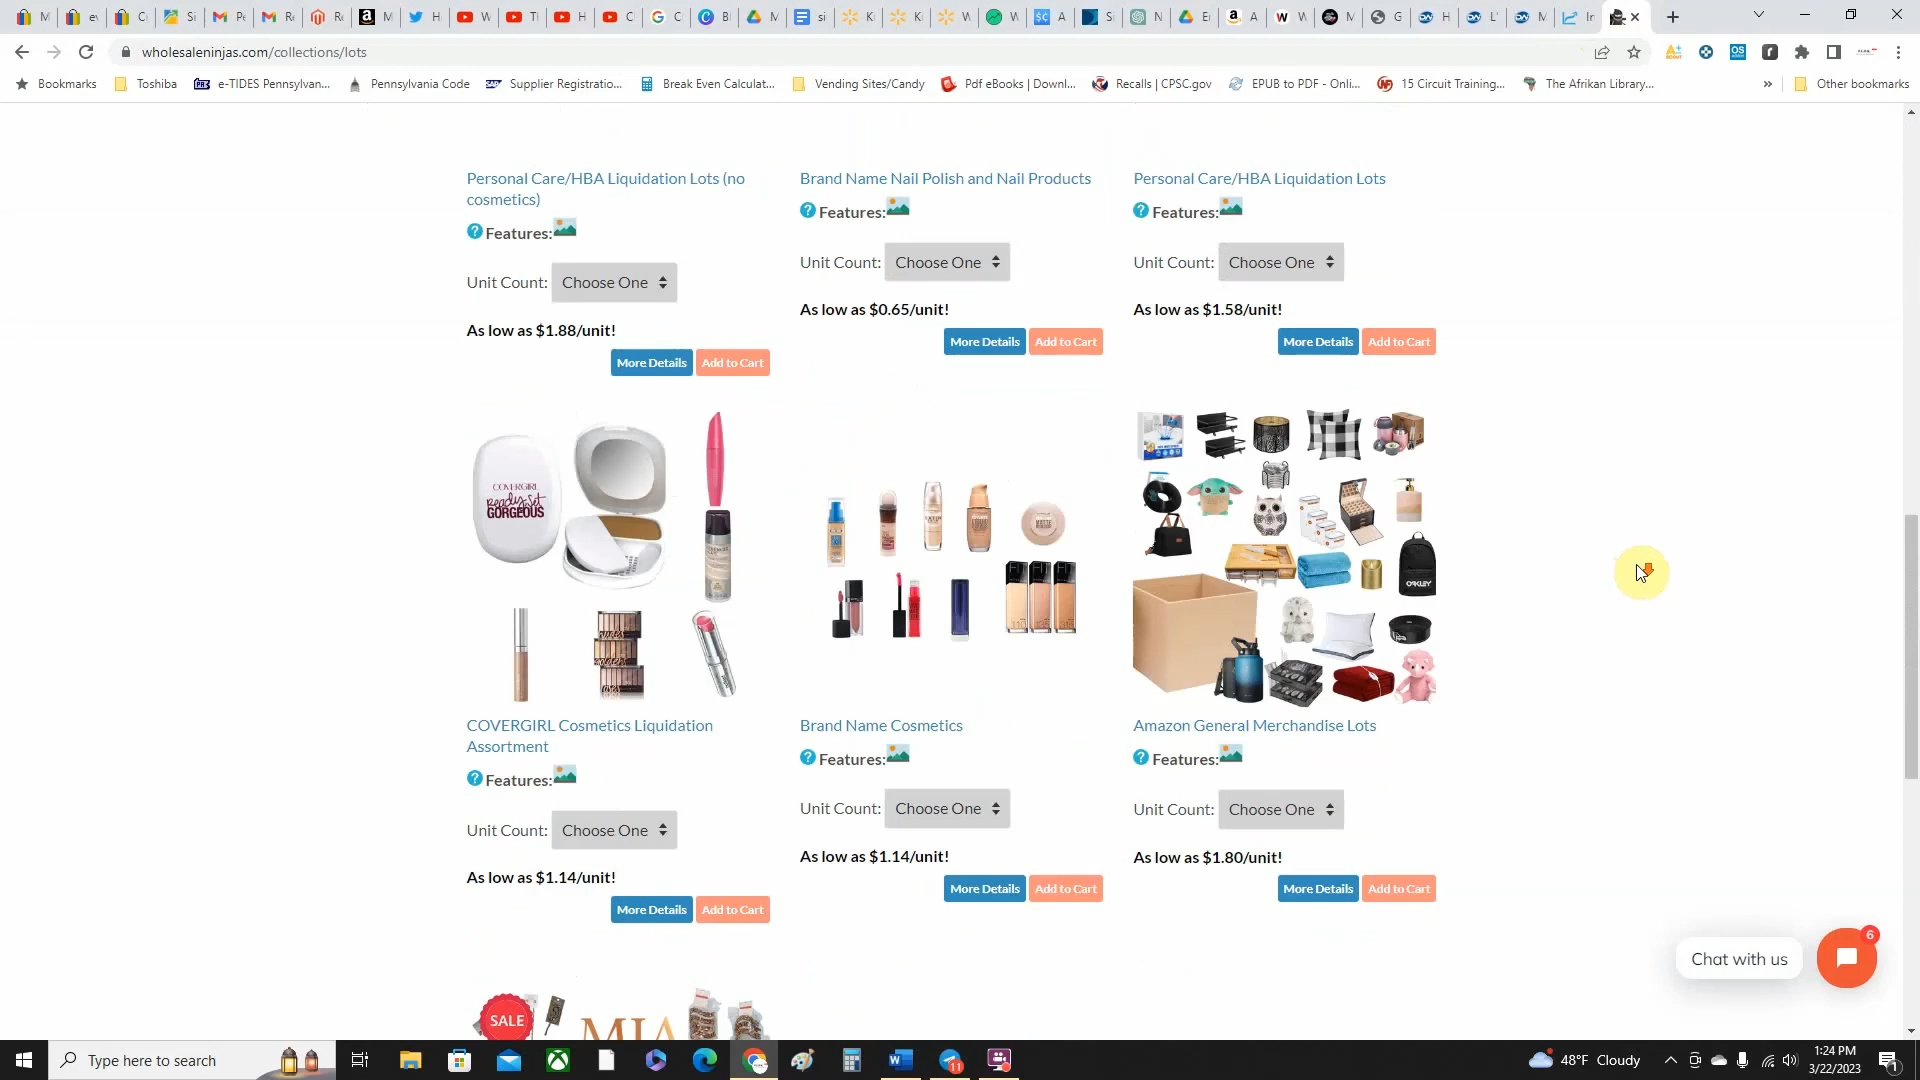 wholesaleninjas.com/collections/lots
Bookmarks
Toshiba
e-TIDES Pennsylvan...
Pennsylvania Code
Supplier Registratio...
Break Even Calculat...
Vending Sites/Candy
Pdf eBooks | Downl...
Recalls | CPSC.gov
EPUB to PDF - Onli...
15 Circuit Training...
The Afrikan Library...
»
Other bookmarks
Personal Care/HBA Liquidation Lots (no
cosmetics)
Features:
Unit Count: Choose One
As low as $1.88/unit!
More Details Add to Cart
Brand Name Nail Polish and Nail Products
Features:
Unit Count: Choose One
As low as $0.65/unit!
More Details Add to Cart
Personal Care/HBA Liquidation Lots
Features:
Unit Count: Choose One
As low as $1.58/unit!
More Details Add to Cart
COVERGIRL
Ready Set
GORGEOUS
COVERGIRL Cosmetics Liquidation
Assortment
Features:
Unit Count: Choose One
As low as $1.14/unit!
More Details Add to Cart
Brand Name Cosmetics
Features:
Unit Count: Choose One
As low as $1.14/unit!
More Details Add to Cart
OAKLEY
Amazon General Merchandise Lots
Features:
Unit Count: Choose One
As low as $1.80/unit!
More Details Add to Cart
SALE
MIA
Chat with us
6
Type here to search
11
48°F Cloudy
1:24 PM
3/22/2023
1